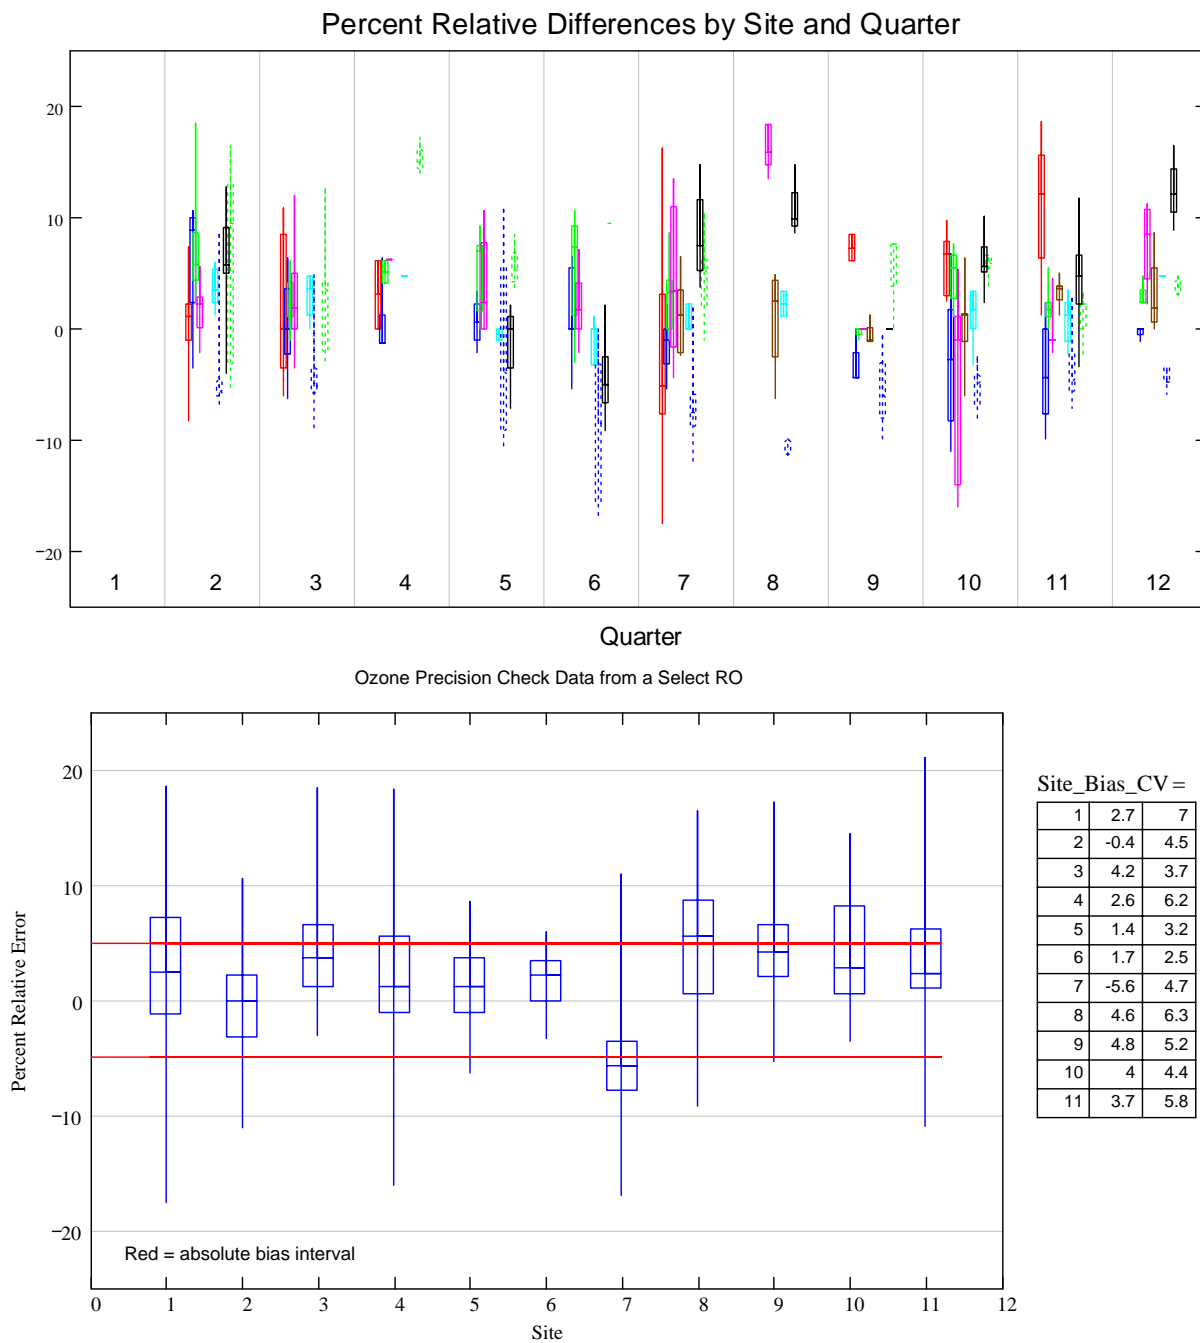 Percent Relative Differences by Site and Quarter
20
10
0
−10
−20
1 2 3 4 5 6 7 8 9 10 11 12
Quarter
Ozone Precision Check Data from a Select RO
20
10
0
−10
−20
Percent Relative Error
Red = absolute bias interval
0 1 2 3 4 5 6 7 8 9 10 11 12
Site
Site_Bias_CV =
1 2.7 7
2 -0.4 4.5
3 4.2 3.7
4 2.6 6.2
5 1.4 3.2
6 1.7 2.5
7 -5.6 4.7
8 4.6 6.3
9 4.8 5.2
10 4 4.4
11 3.7 5.8